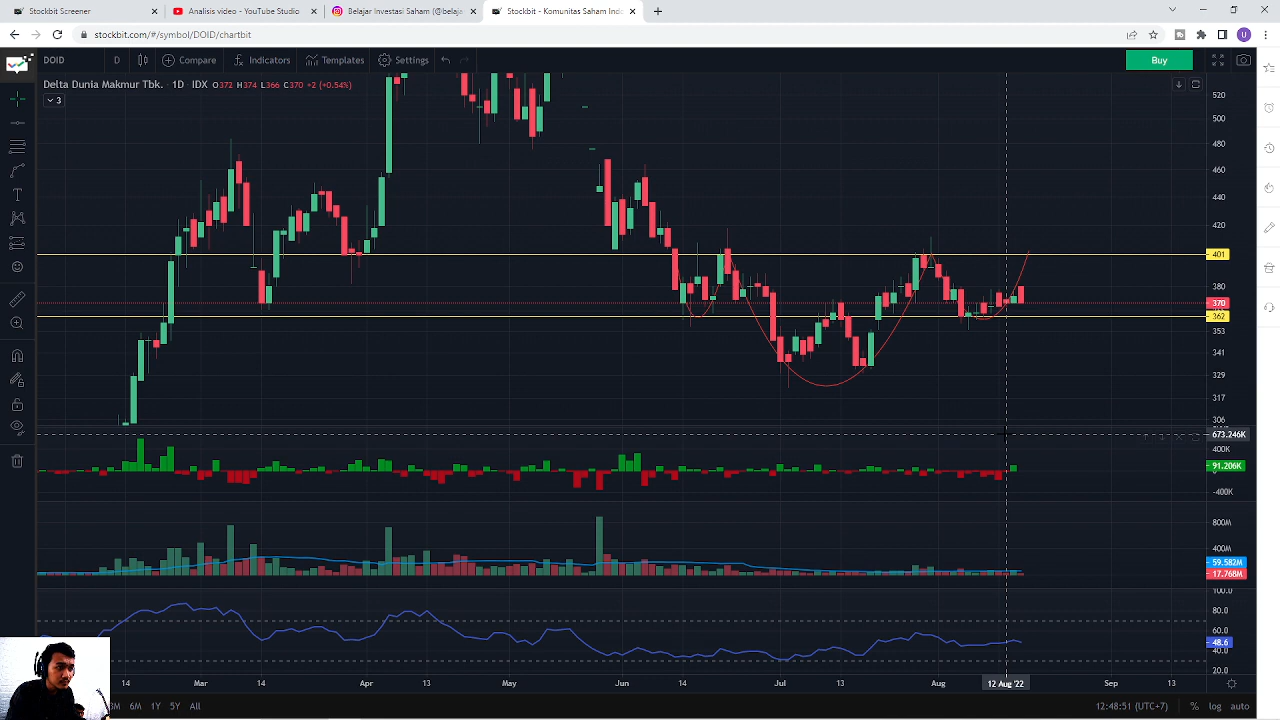 Stockbit Screener
Analisis video - YouTube Studio
Belajar Investasi Saham (@belajs
Stockbit - Komunitas Saham Ind
stockbit.com/#/symbol/DOID/chartbit
U
DOID
D
Compare
Indicators
Templates
Settings
Buy
Delta Dunia Makmur Tbk. 1D IDX O372 H374 L366 C370 +2 (+0.54%)
3
520
500
480
460
440
420
401
380
370
362
353
341
329
317
306
673.246K
400K
91.206K
-400K
800M
400M
59.582M
17.768M
100.0
80.0
60.0
48.6
40.0
20.0
14
Mar
14
Apr
13
May
Jun
14
Jul
13
Aug
12 Aug '22
Sep
13
3M 6M 1Y 5Y All
12:48:51 (UTC+7)
% log auto